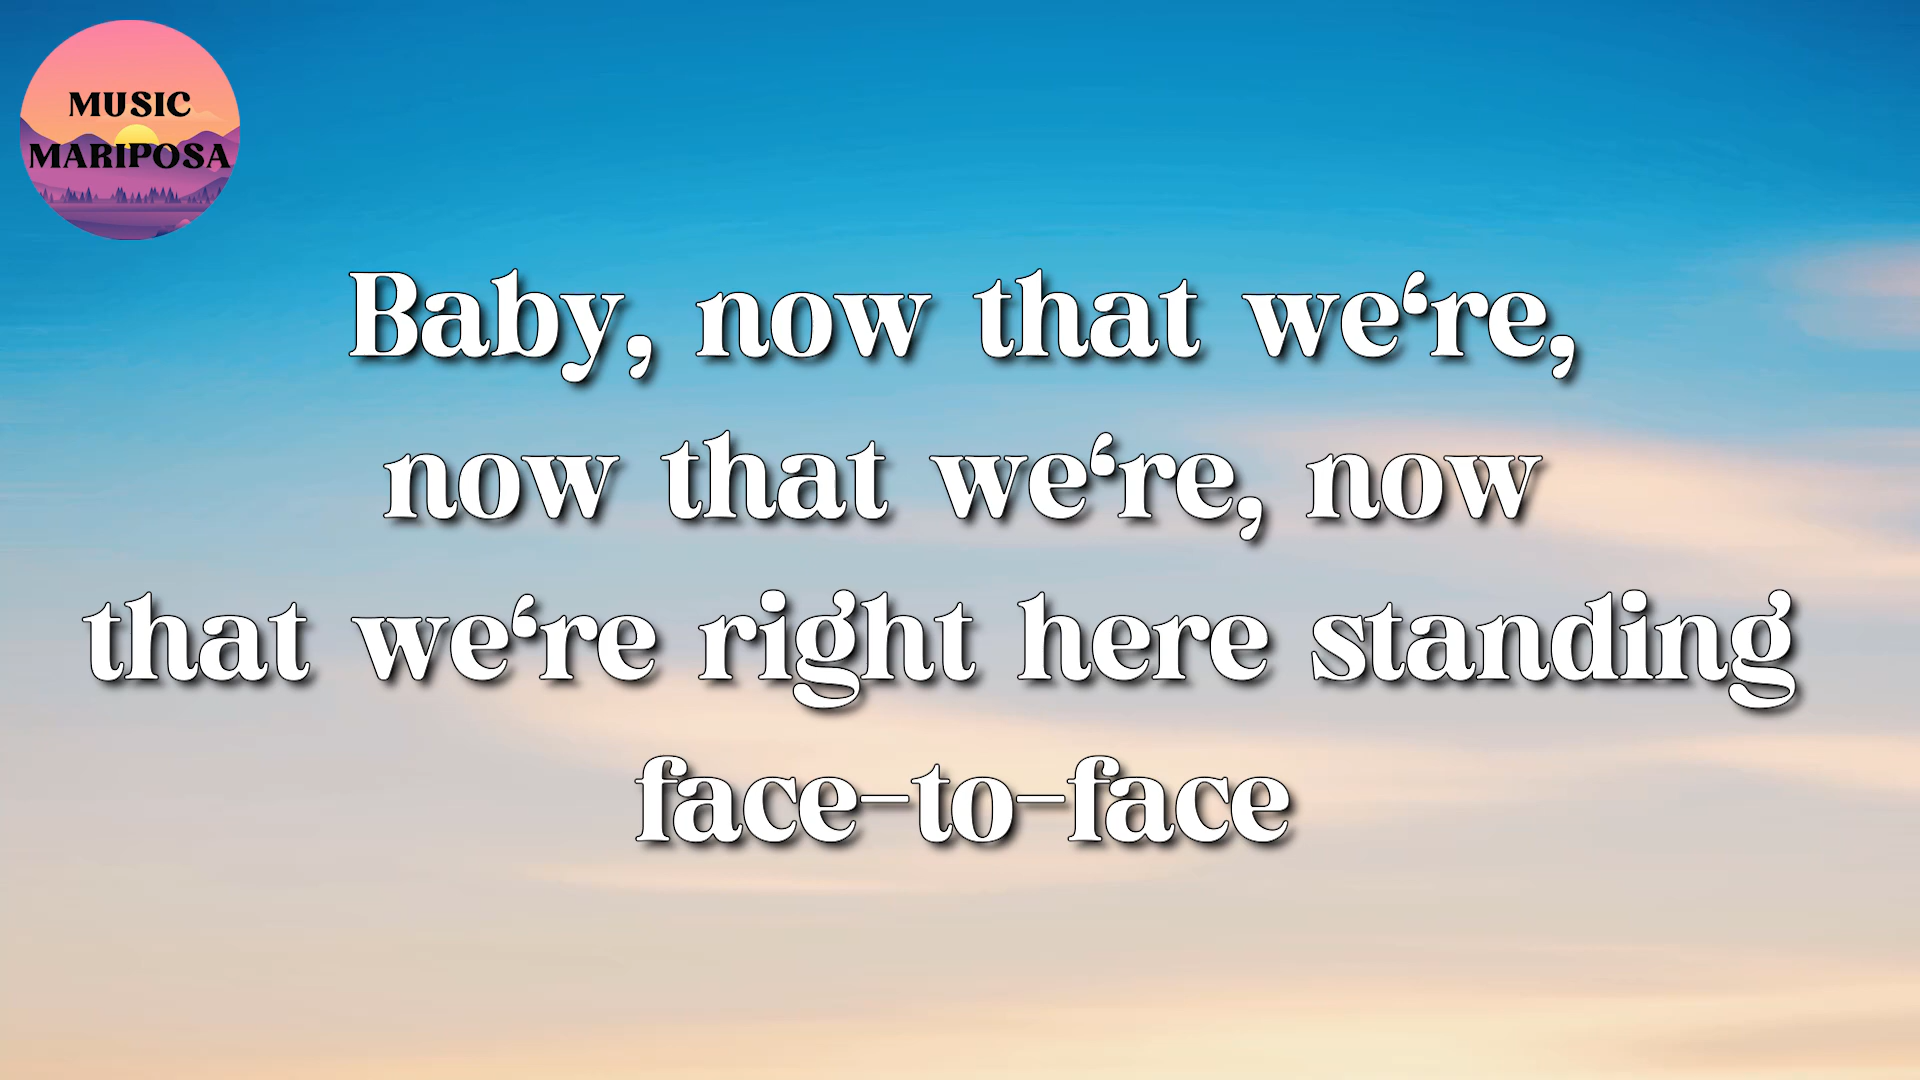 MUSIC
MARIPOSA
Baby, now that we‘re,
now that we‘re, now
that we‘re right here standing
face-to-face